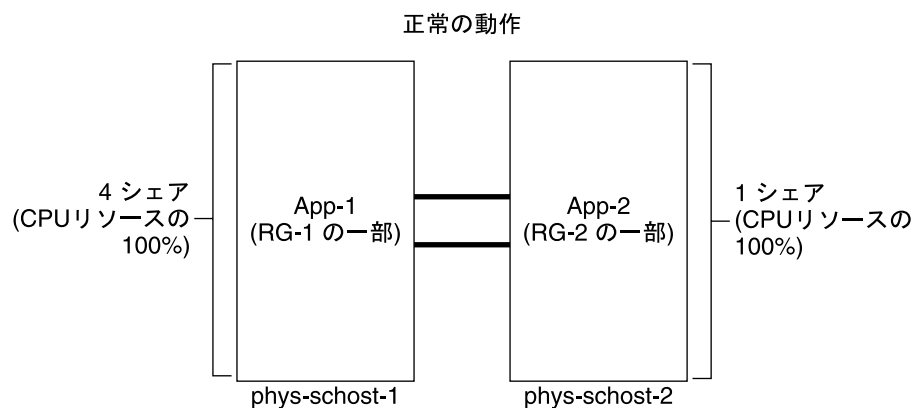 正常の動作
4 シェア
(CPUリソースの
100%)
App-1
(RG-1 の一部)
App-2
(RG-2 の一部)
1 シェア
(CPUリソースの
100%)
phys-schost-1
phys-schost-2